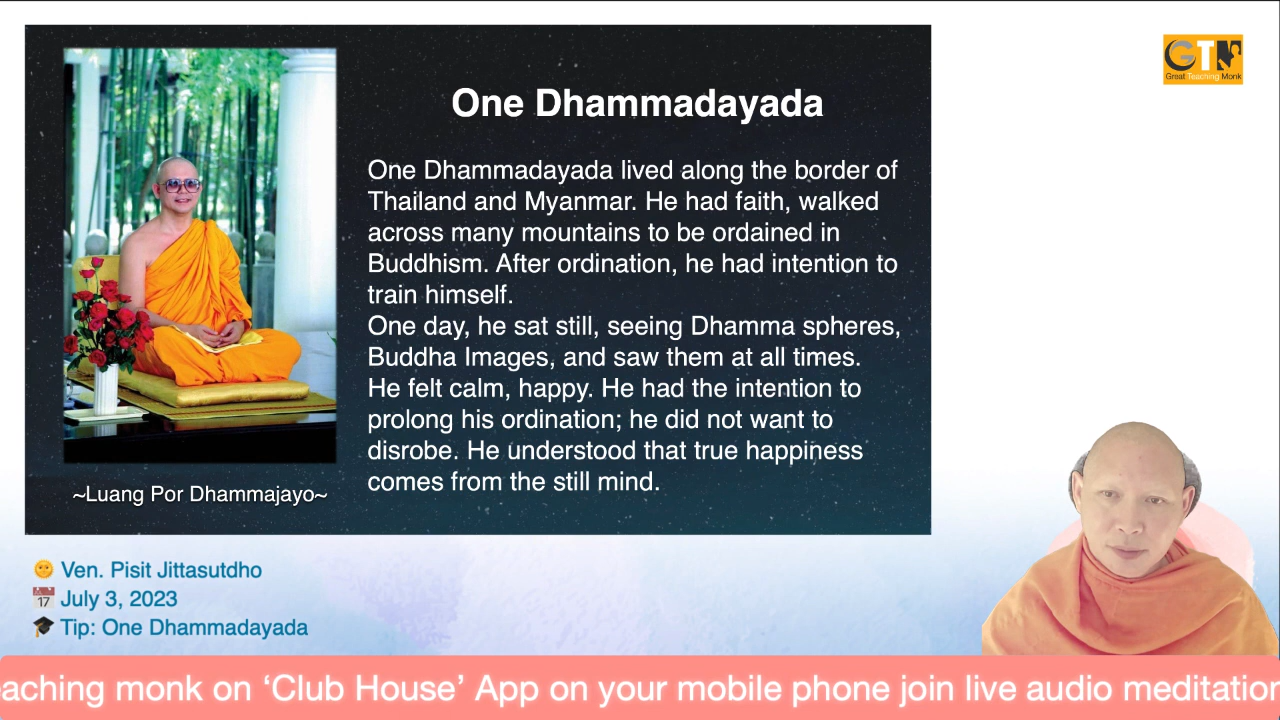 GTM
Great Teaching Monk
One Dhammadayada
One Dhammadayada lived along the border of
Thailand and Myanmar. He had faith, walked
across many mountains to be ordained in
Buddhism. After ordination, he had intention to
train himself.
One day, he sat still, seeing Dhamma spheres,
Buddha Images, and saw them at all times.
He felt calm, happy. He had the intention to
prolong his ordination; he did not want to
disrobe. He understood that true happiness
comes from the still mind.
~Luang Por Dhammajayo~
Ven. Pisit Jittasutdho
July 3, 2023
Tip: One Dhammadayada
eaching monk on ‘Club House’ App on your mobile phone join live audio meditation